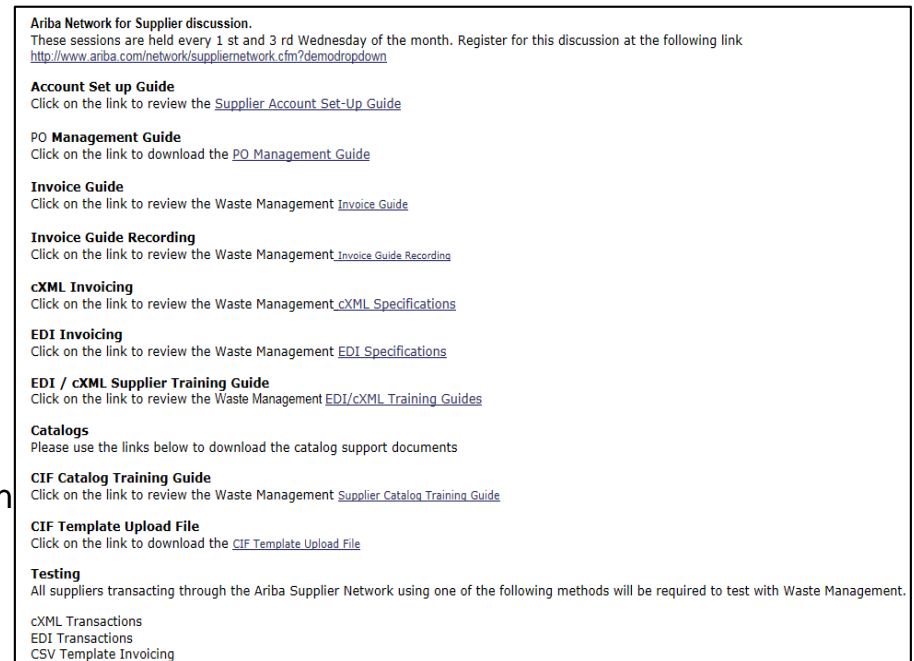 Ariba Network for Supplier discussion.
These sessions are held every 1 st and 3 rd Wednesday of the month. Register for this discussion at the following link
http://www.ariba.com/network/suppliernetwork.cfm?demodropdown
Account Set up Guide
Click on the link to review the Supplier Account Set-Up Guide
PO Management Guide
Click on the link to download the PO Management Guide
Invoice Guide
Click on the link to review the Waste Management Invoice Guide
Invoice Guide Recording
Click on the link to review the Waste Management Invoice Guide Recording
cXML Invoicing
Click on the link to review the Waste Management cXML Specifications
EDI Invoicing
Click on the link to review the Waste Management EDI Specifications
EDI / cXML Supplier Training Guide
Click on the link to review the Waste Management EDI/cXML Training Guides
Catalogs
Please use the links below to download the catalog support documents
CIF Catalog Training Guide
Click on the link to review the Waste Management Supplier Catalog Training Guide
CIF Template Upload File
Click on the link to download the CIF Template Upload File
Testing
All suppliers transacting through the Ariba Supplier Network using one of the following methods will be required to test with Waste Management.
cXML Transactions
EDI Transactions
CSV Template Invoicing